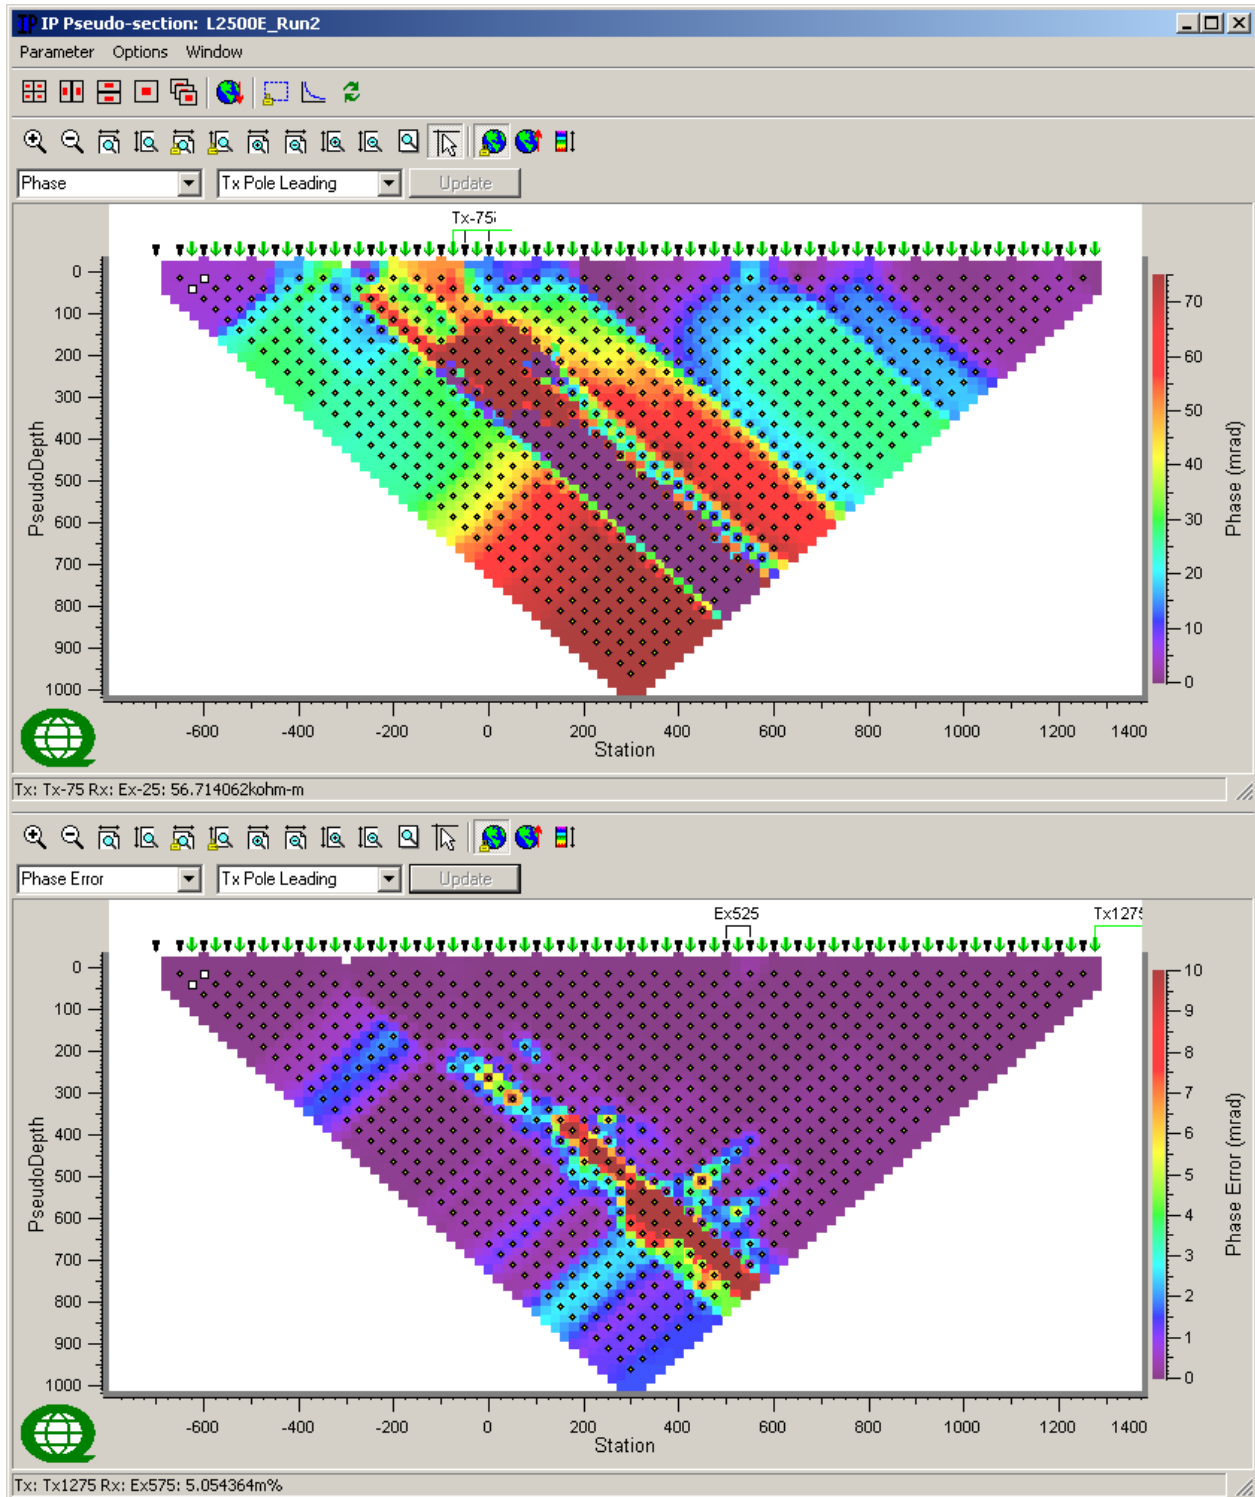 IP IP Pseudo-section: L2500E_Run2
Parameter Options Window
Phase Tx Pole Leading Update
Tx-75
0
100
200
300
400
500
600
700
800
900
1000
PseudoDepth
-600 -400 -200 0 200 400 600 800 1000 1200 1400
Station
70
60
50
40
30
20
10
0
Phase (mrad)
Tx: Tx-75 Rx: Ex-25: 56.714062kohm-m
Phase Error Tx Pole Leading Update
Ex525 Tx1275
0
100
200
300
400
500
600
700
800
900
1000
PseudoDepth
-600 -400 -200 0 200 400 600 800 1000 1200 1400
Station
10
9
8
7
6
5
4
3
2
1
0
Phase Error (mrad)
Tx: Tx1275 Rx: Ex575: 5.054364m%